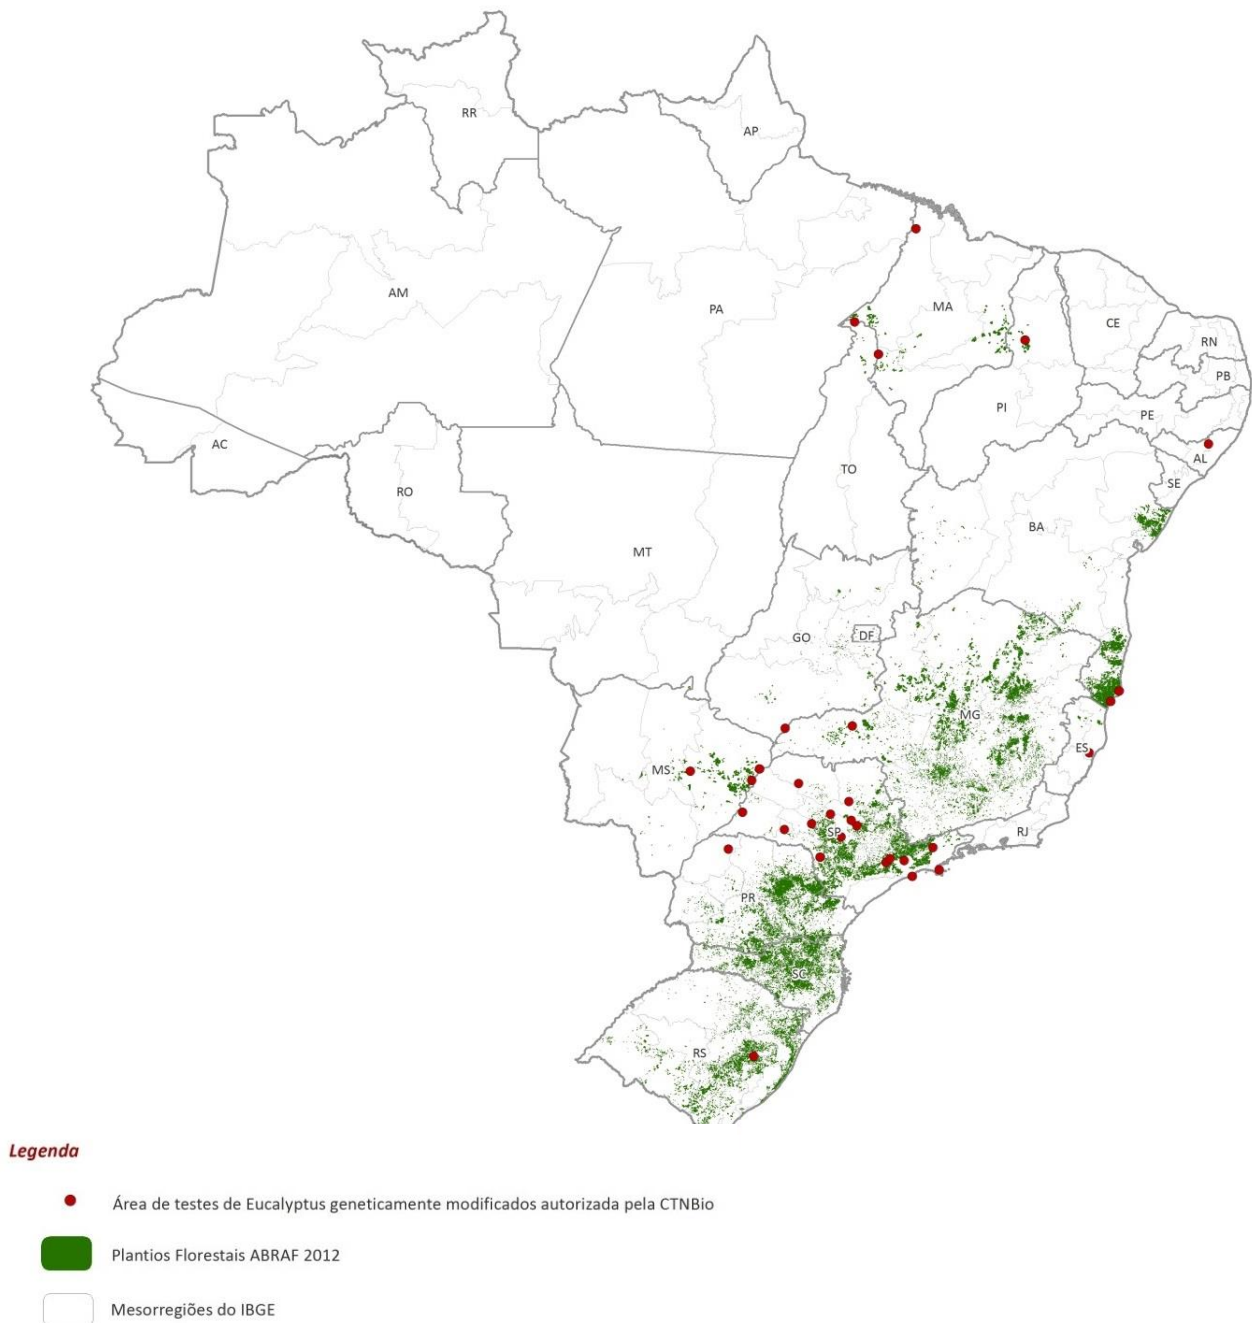 RR
AP
AM
PA
MA
CE
RN
PB
PE
PI
AC
AL
TO
SE
RO
BA
MT
GO
DF
MG
ES
MS
SP
RJ
PR
SC
RS
Legenda
Área de testes de Eucalyptus geneticamente modificados autorizada pela CTNBio
Plantios Florestais ABRAF 2012
Mesorregiões do IBGE